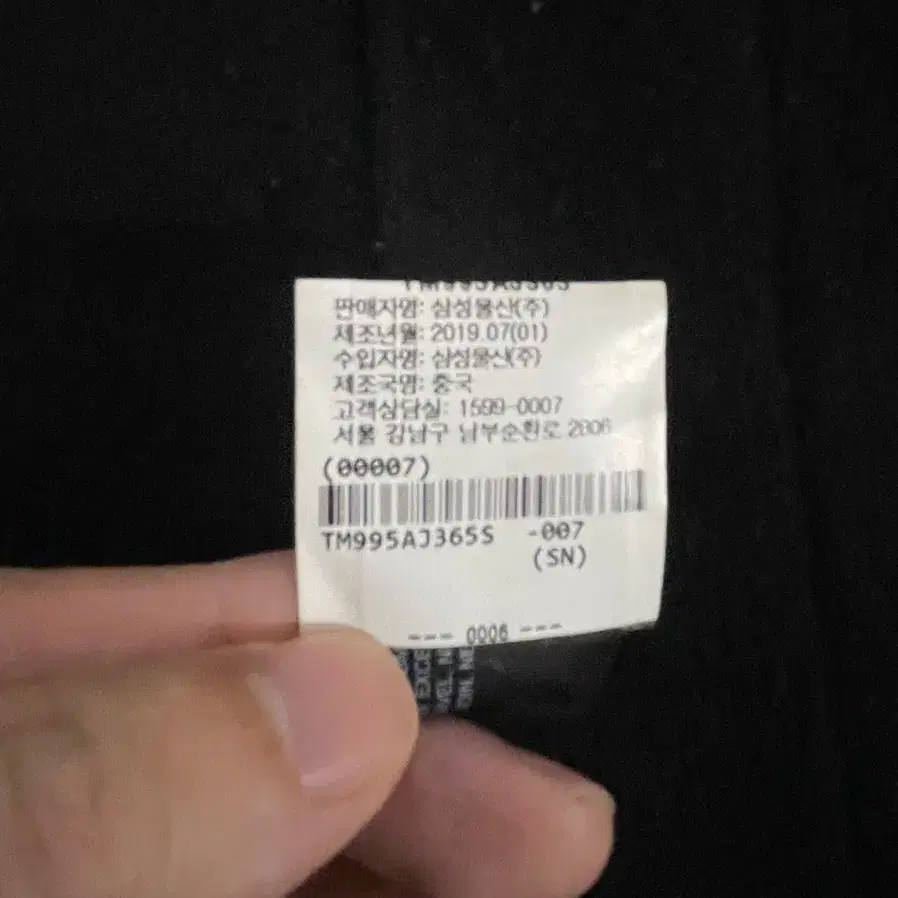 판매자명: 삼성물산(주)
제조년월: 2019.07(01)
수입자명: 삼성물산(주)
제조국명: 중국
고객상담실: 1599-0007
서울 강남구 남부순환로 2806
(00007)
TM995AJ365S -007
(SN)
--- 0006 ---